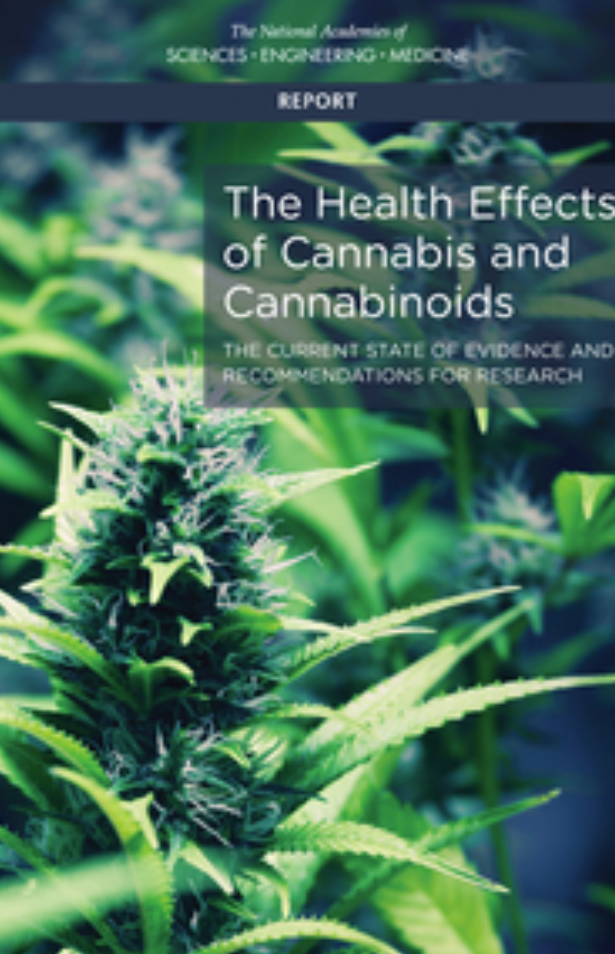 The National Academies of
SCIENCES • ENGINEERING • MEDICINE
REPORT
The Health Effects
of Cannabis and
Cannabinoids
THE CURRENT STATE OF EVIDENCE AND
RECOMMENDATIONS FOR RESEARCH